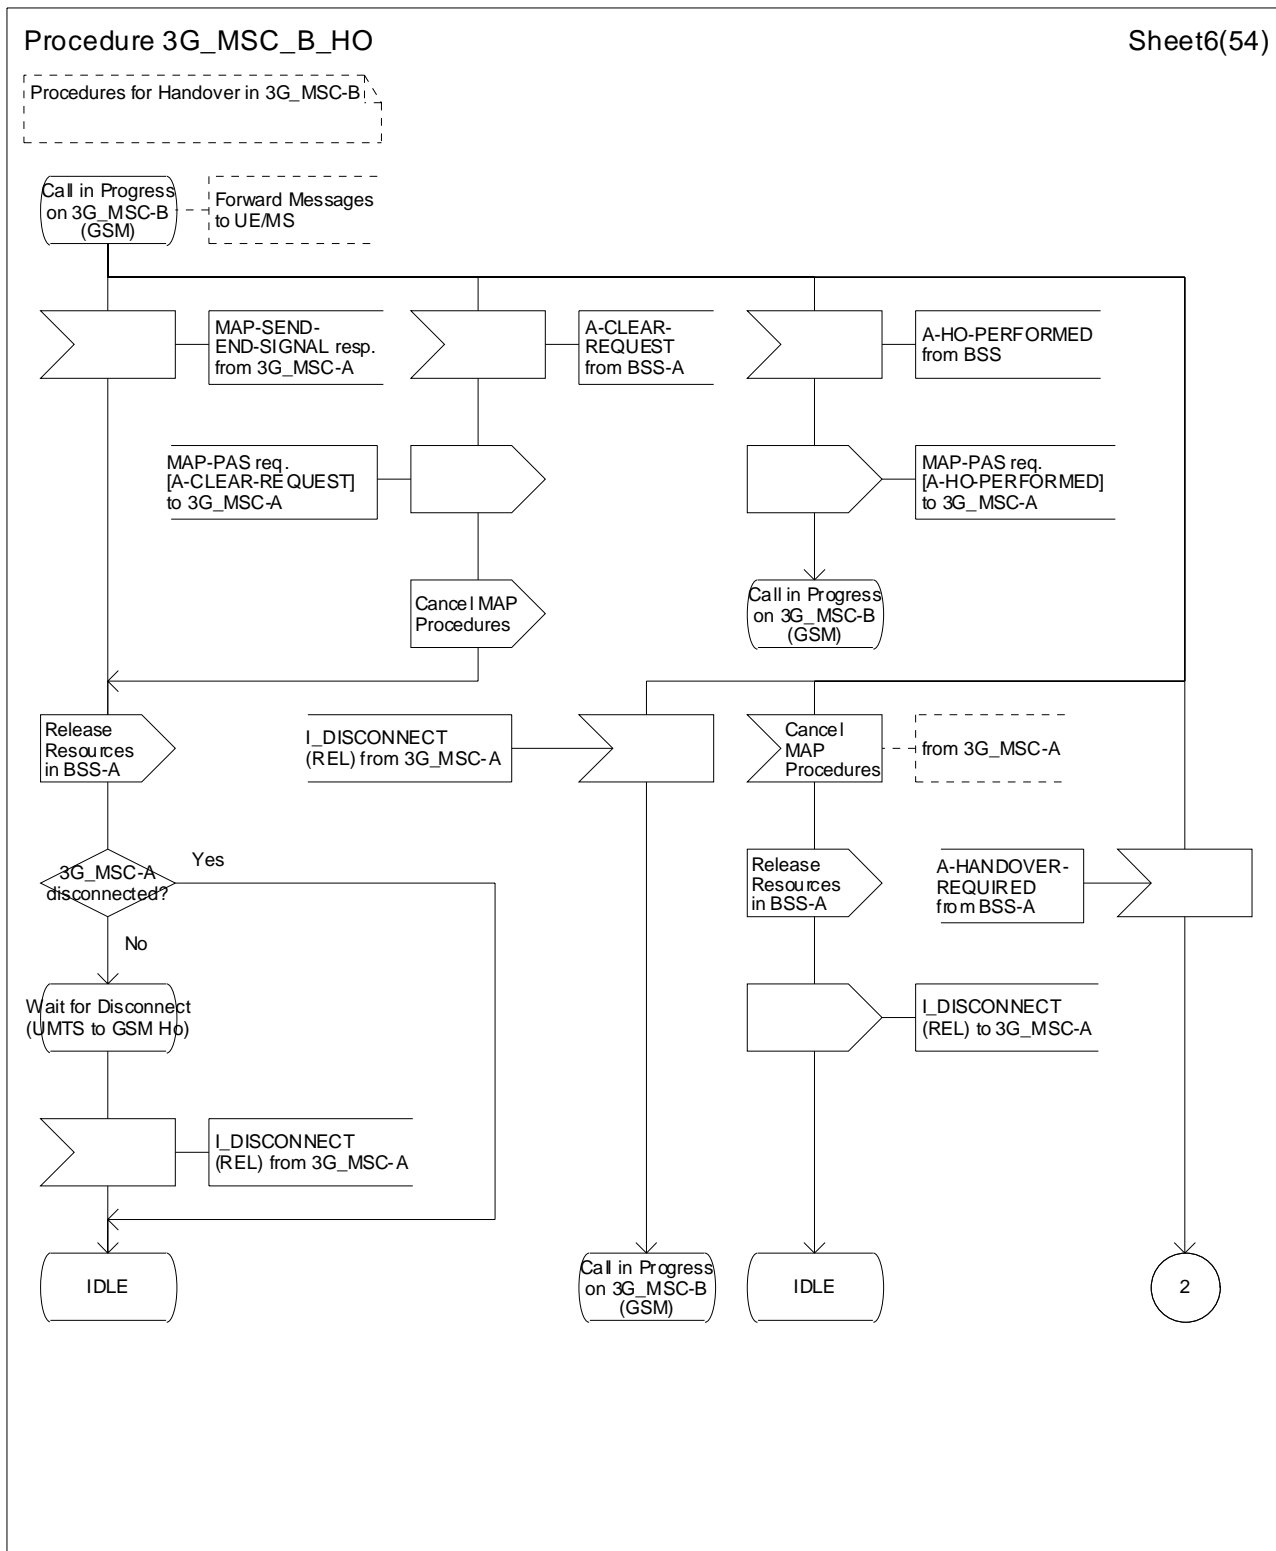 Procedure 3G_MSC_B_HO
Sheet6(54)
Procedures for Handover in 3G_MSC-B
Call in Progress
on 3G_MSC-B
(GSM)
Forward Messages
to UE/MS
MAP-SEND-
END-SIGNAL resp.
from 3G_MSC-A
A-CLEAR-
REQUEST
from BSS-A
A-HO-PERFORMED
from BSS
MAP-PAS req.
[A-CLEAR-REQUEST]
to 3G_MSC-A
MAP-PAS req.
[A-HO-PERFORMED]
to 3G_MSC-A
Cancel MAP
Procedures
Call in Progress
on 3G_MSC-B
(GSM)
Release
Resources
in BSS-A
I_DISCONNECT
(REL) from 3G_MSC-A
Cancel
MAP
Procedures
from 3G_MSC-A
3G_MSC-A
disconnected?
Yes
No
Release
Resources
in BSS-A
A-HANDOVER-
REQUIRED
from BSS-A
Wait for Disconnect
(UMTS to GSM Ho)
I_DISCONNECT
(REL) to 3G_MSC-A
I_DISCONNECT
(REL) from 3G_MSC-A
IDLE
Call in Progress
on 3G_MSC-B
(GSM)
IDLE
2